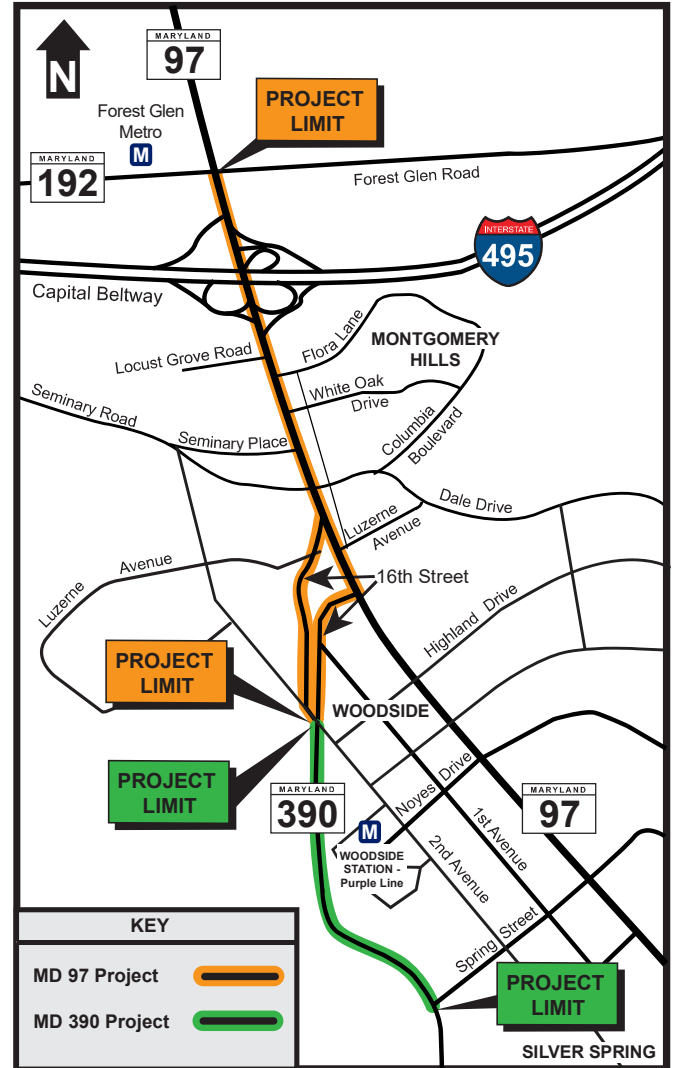 MARYLAND
97
N
Forest Glen
Metro
M
PROJECT
LIMIT
MARYLAND
192
Forest Glen Road
INTERSTATE
495
Capital Beltway
Locust Grove Road
Flora Lane
MONTGOMERY
HILLS
White Oak
Drive
Columbia
Boulevard
Seminary Road
Seminary Place
Dale Drive
Luzerne
Avenue
Luzerne
Avenue
16th Street
Highland Drive
PROJECT
LIMIT
WOODSIDE
PROJECT
LIMIT
MARYLAND
390
Noyes Drive
MARYLAND
97
M
WOODSIDE
STATION -
Purple Line
1st Avenue
2nd Avenue
Spring Street
PROJECT
LIMIT
SILVER SPRING
KEY
MD 97 Project
MD 390 Project